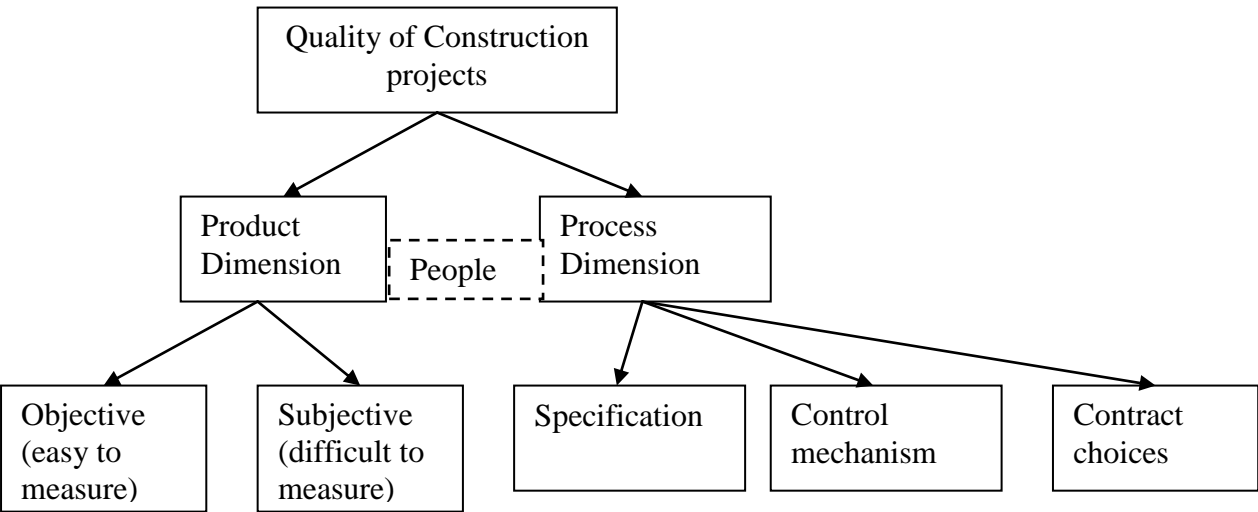 Quality of Construction
projects
Product
Dimension
People
Process
Dimension
Objective
(easy to
measure)
Subjective
(difficult to
measure)
Specification
Control
mechanism
Contract
choices